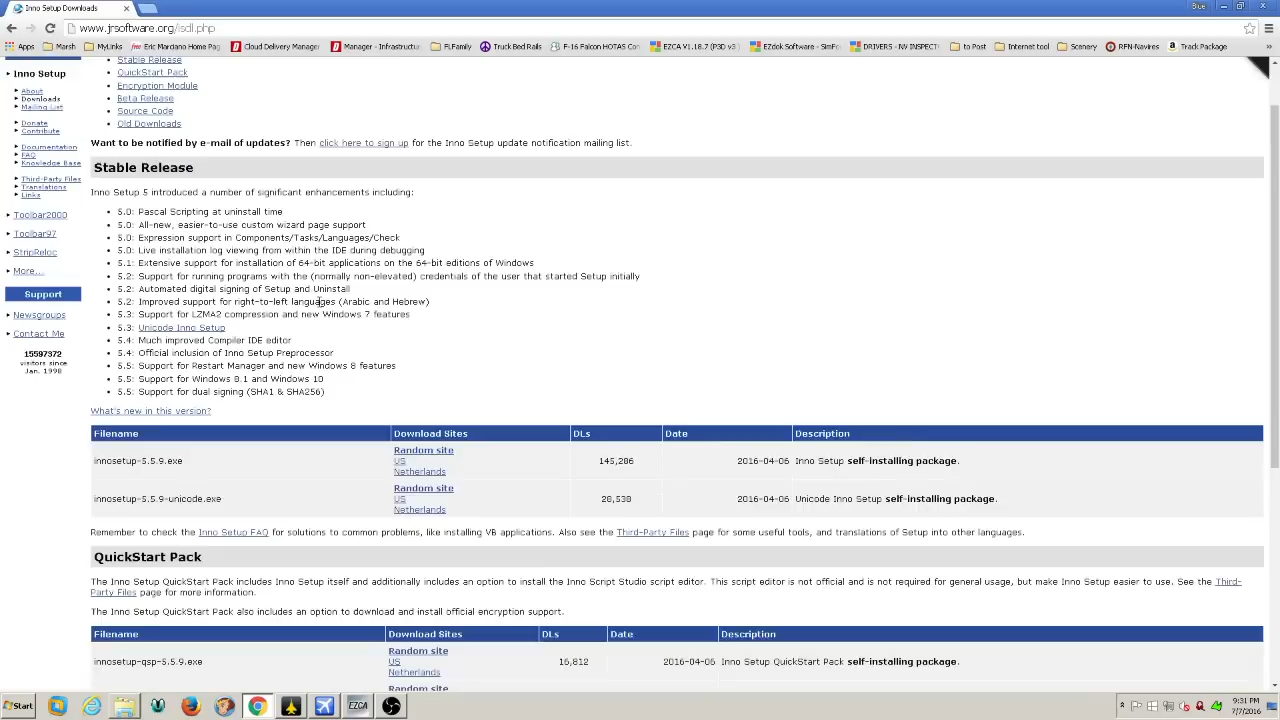 Inno Setup Downloads
Blue
www.jrsoftware.org/isdl.php
Apps
Marsh
MyLinks
Eric Marciano Home Pag
Cloud Delivery Manager
Manager - Infrastructur
FLFamily
Truck Bed Rails
F-16 Falcon HOTAS Con
EZCA V1.18.1 (P3D v3)
EZdok Software - SimFo
DRIVERS - NV INSPECT
to Post
Internet tool
Scenery
RFN-Navires
Track Package
Inno Setup
About
Downloads
Mailing List
Donate
Contribute
Documentation
FAQ
Knowledge Base
Third-Party Files
Translations
Links
Toolbar2000
Toolbar97
StripReloc
More...
Support
Newsgroups
Contact Me
15597372
visitors since
Jan. 1998
Stable Release
QuickStart Pack
Encryption Module
Beta Release
Source Code
Old Downloads
Want to be notified by e-mail of updates? Then click here to sign up for the Inno Setup update notification mailing list.
Stable Release
Inno Setup 5 introduced a number of significant enhancements including:
5.0: Pascal Scripting at uninstall time
5.0: All-new, easier-to-use custom wizard page support
5.0: Expression support in Components/Tasks/Languages/Check
5.0: Live installation log viewing from within the IDE during debugging
5.1: Extensive support for installation of 64-bit applications on the 64-bit editions of Windows
5.2: Support for running programs with the (normally non-elevated) credentials of the user that started Setup initially
5.2: Automated digital signing of Setup and Uninstall
5.2: Improved support for right-to-left languages (Arabic and Hebrew)
5.3: Support for LZMA2 compression and new Windows 7 features
5.3: Unicode Inno Setup
5.4: Much improved Compiler IDE editor
5.4: Official inclusion of Inno Setup Preprocessor
5.5: Support for Restart Manager and new Windows 8 features
5.5: Support for Windows 8.1 and Windows 10
5.5: Support for dual signing (SHA1 & SHA256)
What's new in this version?
Filename Download Sites DLs Date Description
Random site
innosetup-5.5.9.exe US 145,286 2016-04-06 Inno Setup self-installing package.
Netherlands
Random site
innosetup-5.5.9-unicode.exe US 28,538 2016-04-06 Unicode Inno Setup self-installing package.
Netherlands
Remember to check the Inno Setup FAQ for solutions to common problems, like installing VB applications. Also see the Third-Party Files page for some useful tools, and translations of Setup into other languages.
QuickStart Pack
The Inno Setup QuickStart Pack includes Inno Setup itself and additionally includes an option to install the Inno Script Studio script editor. This script editor is not official and is not required for general usage, but make Inno Setup easier to use. See the Third-
Party Files page for more information.
The Inno Setup QuickStart Pack also includes an option to download and install official encryption support.
Filename Download Sites DLs Date Description
Random site
innosetup-qsp-5.5.9.exe US 16,812 2016-04-06 Inno Setup QuickStart Pack self-installing package.
Netherlands
Random site
Start
EZCA
9:31 PM
7/7/2016